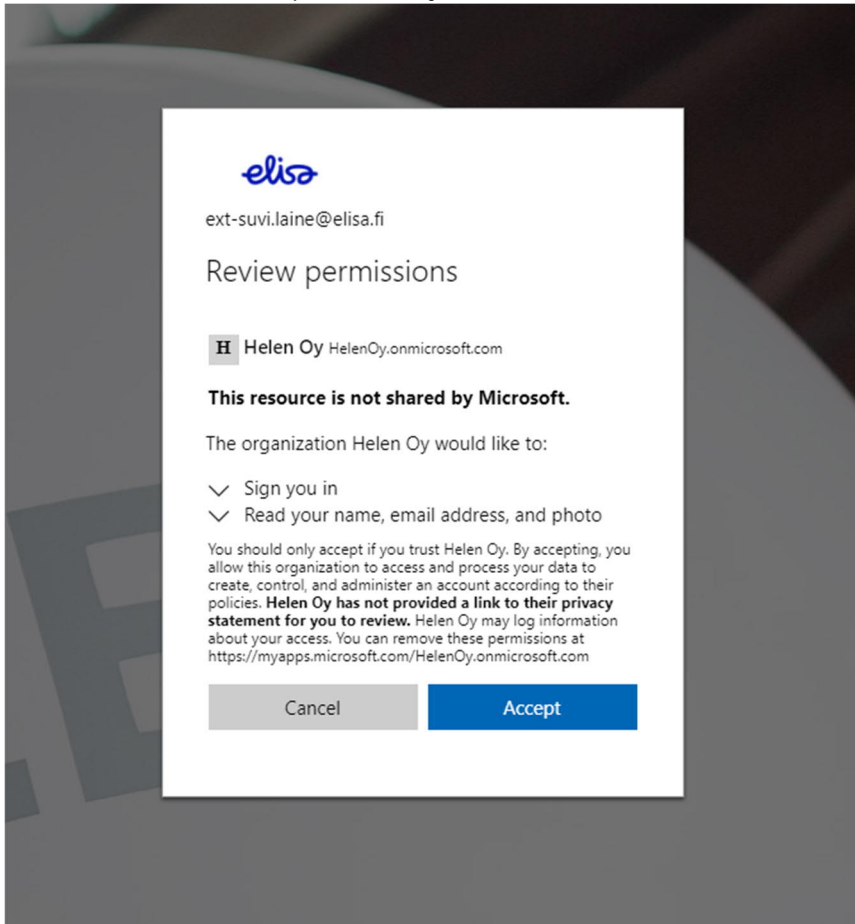 elisa
ext-suvi.laine@elisa.fi
Review permissions
H Helen Oy HelenOy.onmicrosoft.com
This resource is not shared by Microsoft.
The organization Helen Oy would like to:
Sign you in
Read your name, email address, and photo
You should only accept if you trust Helen Oy. By accepting, you
allow this organization to access and process your data to
create, control, and administer an account according to their
policies. Helen Oy has not provided a link to their privacy
statement for you to review. Helen Oy may log information
about your access. You can remove these permissions at
https://myapps.microsoft.com/HelenOy.onmicrosoft.com
Cancel Accept